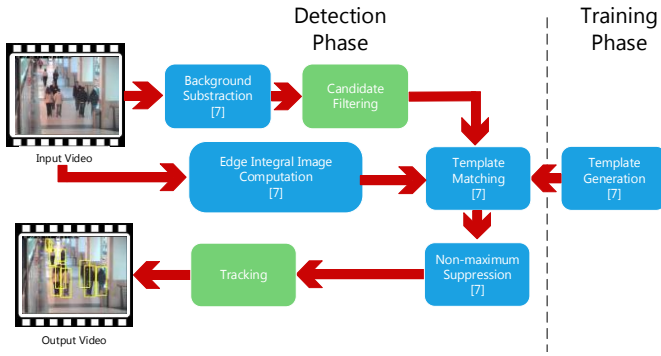 Detection
Phase
Training
Phase
Background
Substraction
[7]
Candidate
Filtering
Input Video
Edge Integral Image
Computation
[7]
Template
Matching
[7]
Template
Generation
[7]
Tracking
Non-maximum
Suppression
[7]
Output Video